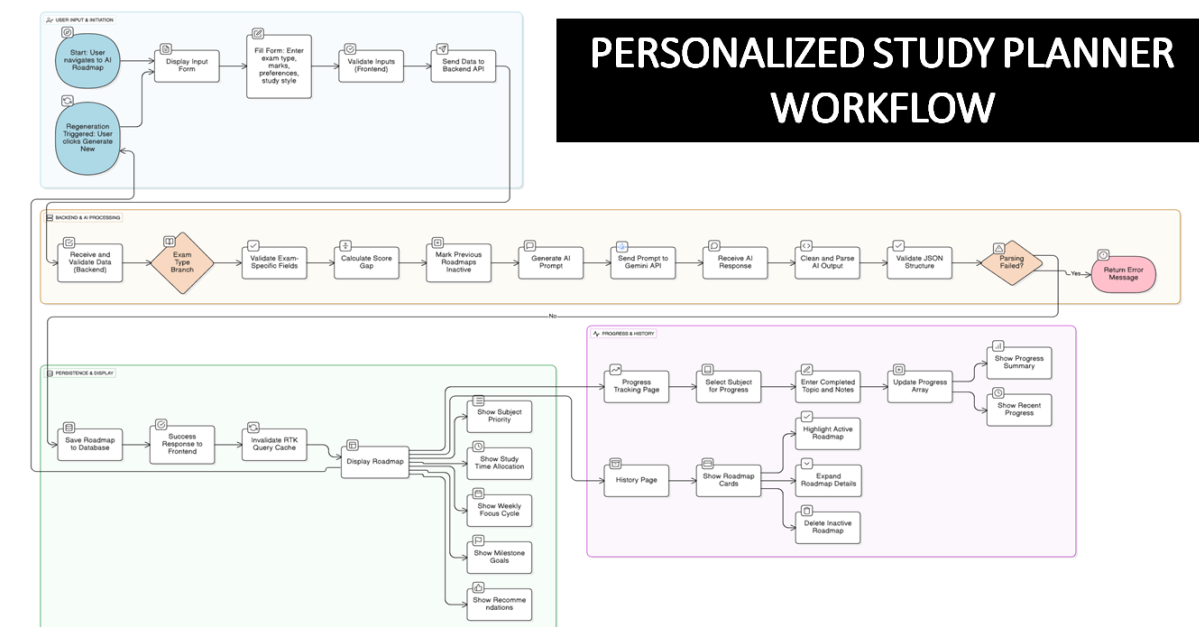 PERSONALIZED STUDY PLANNER
WORKFLOW
USER INPUT & INITIATION
Start: User
navigates to AI
Roadmap
Regeneration
Triggered: User
clicks Generate
New
Display Input
Form
Fill Form: Enter
exam type,
marks,
preferences,
study style
Validate Inputs
(Frontend)
Send Data to
Backend API
BACKEND & AI PROCESSING
Receive and
Validate Data
(Backend)
Exam
Type
Branch
Validate Exam-
Specific Fields
Calculate Score
Gap
Mark Previous
Roadmaps
Inactive
Generate AI
Prompt
Send Prompt to
Gemini API
Receive AI
Response
Clean and Parse
AI Output
Validate JSON
Structure
Parsing
Failed?
Yes
Return Error
Message
No
PERSISTENCE & DISPLAY
Save Roadmap
to Database
Success
Response to
Frontend
Invalidate RTK
Query Cache
Display Roadmap
Show Subject
Priority
Show Study
Time Allocation
Show Weekly
Focus Cycle
Show Milestone
Goals
Show Recomme
ndations
PROGRESS & HISTORY
Progress
Tracking Page
Select Subject
for Progress
Enter Completed
Topic and Notes
Update Progress
Array
Show Progress
Summary
Show Recent
Progress
History Page
Show Roadmap
Cards
Highlight Active
Roadmap
Expand
Roadmap Details
Delete Inactive
Roadmap